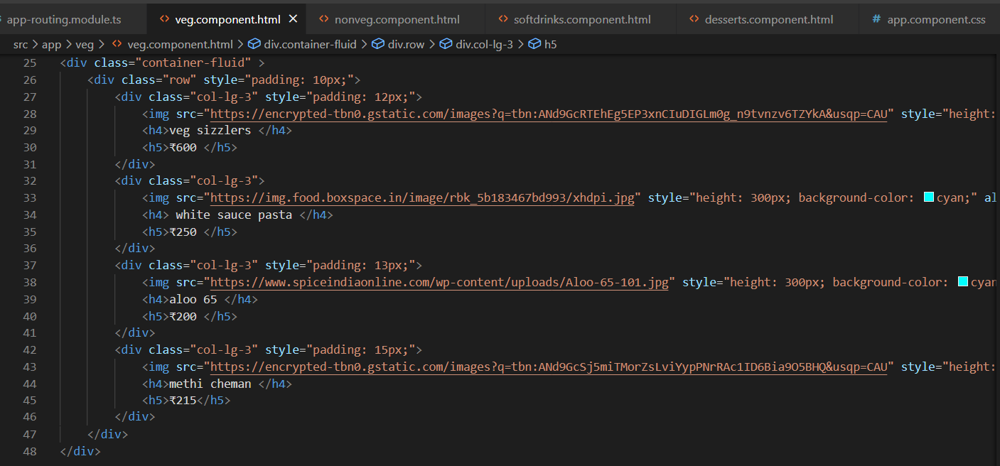 app-routing.module.ts veg.component.html nonveg.component.html softdrinks.component.html desserts.component.html # app.component.css
src > app > veg > veg.component.html > div.container-fluid > div.row > div.col-lg-3 > h5
25 <div class="container-fluid" >
26 <div class="row" style="padding: 10px;">
27 <div class="col-lg-3" style="padding: 12px;">
28 <img src="https://encrypted-tbn0.gstatic.com/images?q=tbn:ANd9GcRTEhEg5EP3xnCIuDIGLm0g_n9tvnzv6TZYkA&usqp=CAU" style="height:
29 <h4>veg sizzlers </h4>
30 <h5>₹600 </h5>
31 </div>
32 <div class="col-lg-3">
33 <img src="https://img.food.boxspace.in/image/rbk_5b183467bd993/xhdpi.jpg" style="height: 300px; background-color: cyan;" al
34 <h4> white sauce pasta </h4>
35 <h5>₹250 </h5>
36 </div>
37 <div class="col-lg-3" style="padding: 13px;">
38 <img src="https://www.spiceindiaonline.com/wp-content/uploads/Aloo-65-101.jpg" style="height: 300px; background-color: cyan
39 <h4>aloo 65 </h4>
40 <h5>₹200 </h5>
41 </div>
42 <div class="col-lg-3" style="padding: 15px;">
43 <img src="https://encrypted-tbn0.gstatic.com/images?q=tbn:ANd9GcSj5miTMorZsLviYypPNrRAc1ID6Bia9O5BHQ&usqp=CAU" style="height:
44 <h4>methi cheman </h4>
45 <h5>₹215</h5>
46 </div>
47 </div>
48 </div>